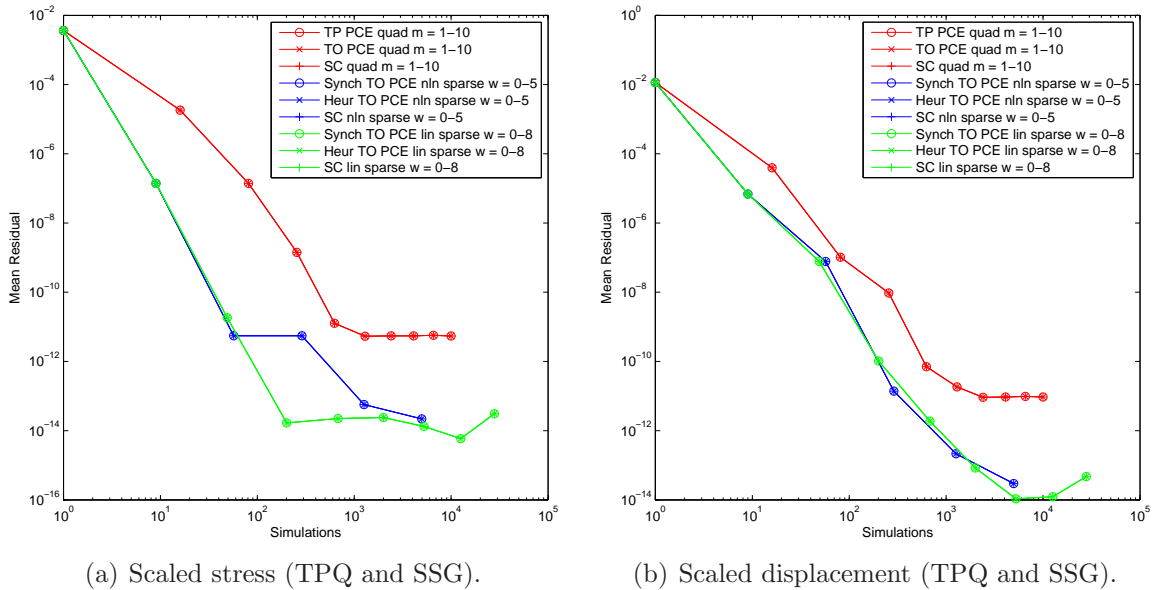 10^0
10^-2
10^-4
10^-6
10^-8
10^-10
10^-12
10^-14
10^-16
Mean Residual
10^0 10^1 10^2 10^3 10^4 10^5
Simulations
TP PCE quad m = 1–10
TO PCE quad m = 1–10
SC quad m = 1–10
Synch TO PCE nln sparse w = 0–5
Heur TO PCE nln sparse w = 0–5
SC nln sparse w = 0–5
Synch TO PCE lin sparse w = 0–8
Heur TO PCE lin sparse w = 0–8
SC lin sparse w = 0–8
(a) Scaled stress (TPQ and SSG).
10^0
10^-2
10^-4
10^-6
10^-8
10^-10
10^-12
10^-14
Mean Residual
10^0 10^1 10^2 10^3 10^4 10^5
Simulations
TP PCE quad m = 1–10
TO PCE quad m = 1–10
SC quad m = 1–10
Synch TO PCE nln sparse w = 0–5
Heur TO PCE nln sparse w = 0–5
SC nln sparse w = 0–5
Synch TO PCE lin sparse w = 0–8
Heur TO PCE lin sparse w = 0–8
SC lin sparse w = 0–8
(b) Scaled displacement (TPQ and SSG).